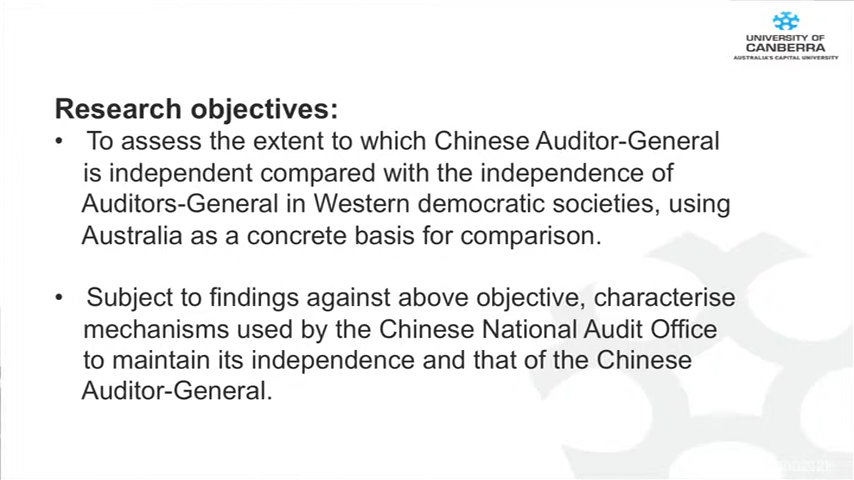 UNIVERSITY OF
CANBERRA
AUSTRALIA'S CAPITAL UNIVERSITY
Research objectives:
• To assess the extent to which Chinese Auditor-General
is independent compared with the independence of
Auditors-General in Western democratic societies, using
Australia as a concrete basis for comparison.
• Subject to findings against above objective, characterise
mechanisms used by the Chinese National Audit Office
to maintain its independence and that of the Chinese
Auditor-General.